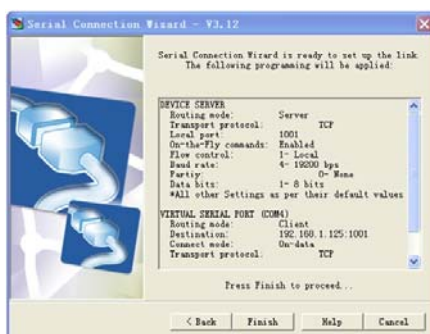 Serial Connection Wizard - V3.12
Serial Connection Wizard is ready to set up the link
The following programming will be applied:
DEVICE SERVER
Routing mode: Server
Transport protocol: TCP
Local port: 1001
On-the-Fly commands: Enabled
Flow control: 1- Local
Baud rate: 4- 19200 bps
Partiy: 0- None
Data bits: 1- 8 bits
*All other Settings as per their default values
VIRTUAL SERIAL PORT (COM4)
Routing mode: Client
Destination: 192.168.1.125:1001
Connect mode: On-data
Transport protocol: TCP
Press Finish to proceed...
< Back Finish Help Cancel